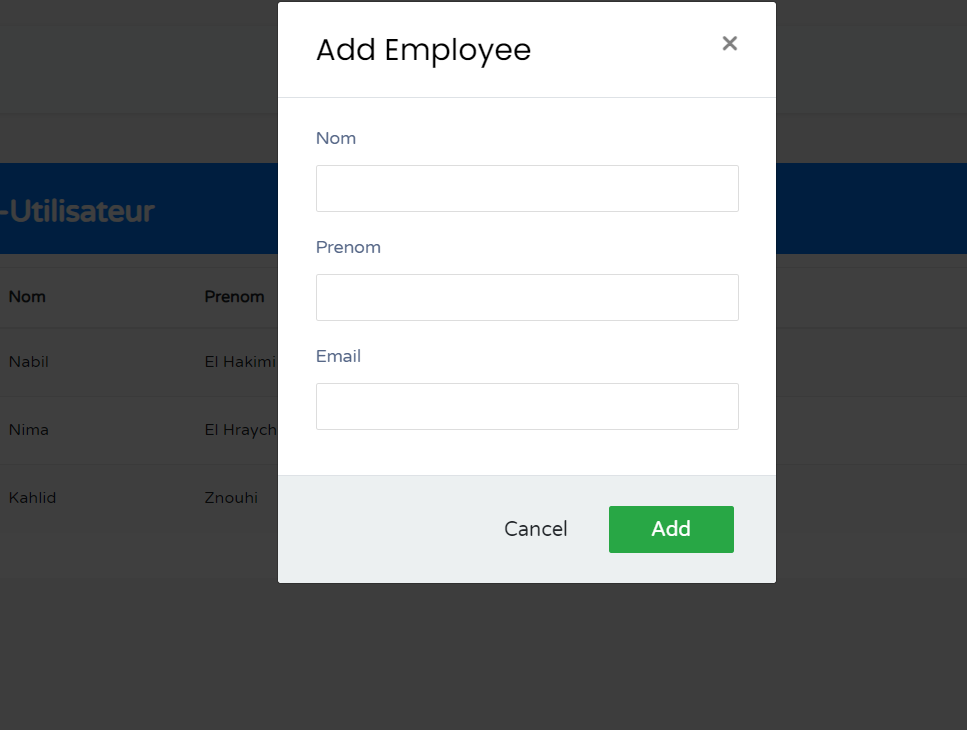 Add Employee ×
Nom
Prenom
Email
Cancel Add
-Utilisateur
Nom Prenom
Nabil El Hakimi
Nima El Hraych
Kahlid Znouhi